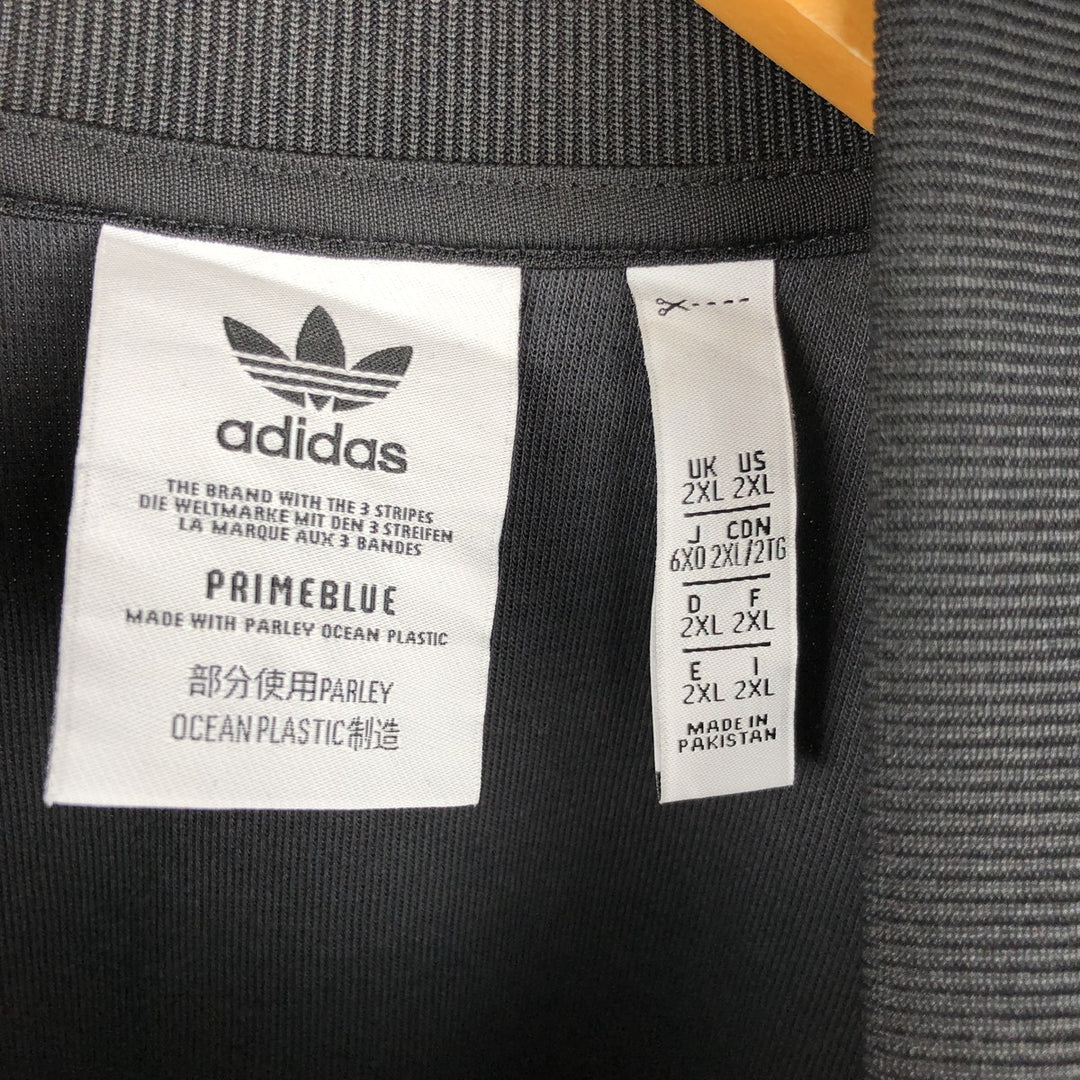 adidas
THE BRAND WITH THE 3 STRIPES
DIE WELTMARKE MIT DEN 3 STREIFEN
LA MARQUE AUX 3 BANDES
PRIMEBLUE
MADE WITH PARLEY OCEAN PLASTIC
部分使用PARLEY
OCEAN PLASTIC制造
UK US
2XL 2XL
J CDN
6XO 2XL/2TG
D F
2XL 2XL
E I
2XL 2XL
MADE IN
PAKISTAN